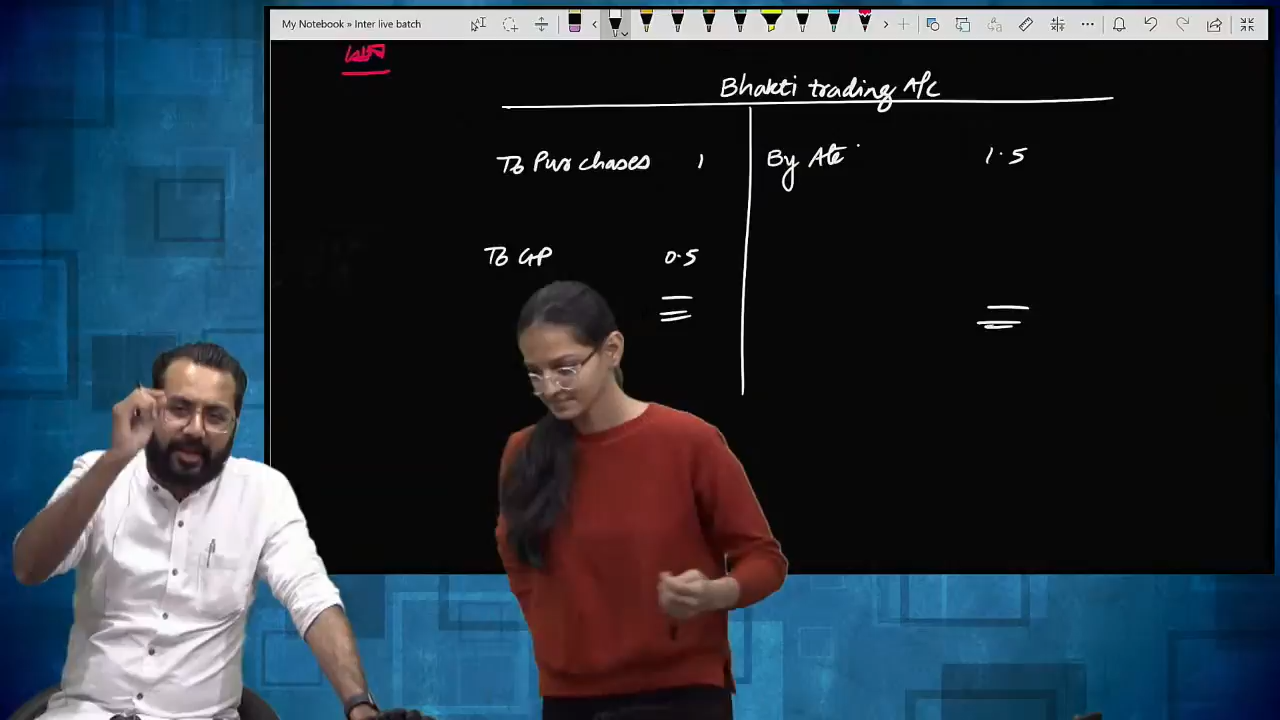 My Notebook » Inter live batch
Bhakti trading A/c
To Purchases 1
By 1.5
To GP 0.5